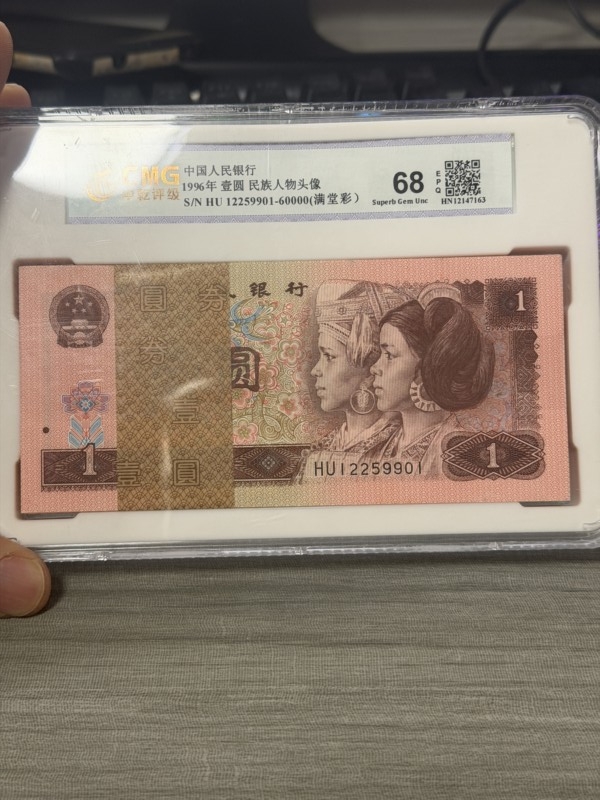 CMG
中乾评级
中国人民银行
1996年 壹圆 民族人物头像
S/N HU 12259901-60000(满堂彩)
68
EPQ
Superb Gem Unc
HN12147163
圆 券
银行
1
券
圆
壹
1
HU12259901
1
壹 圆